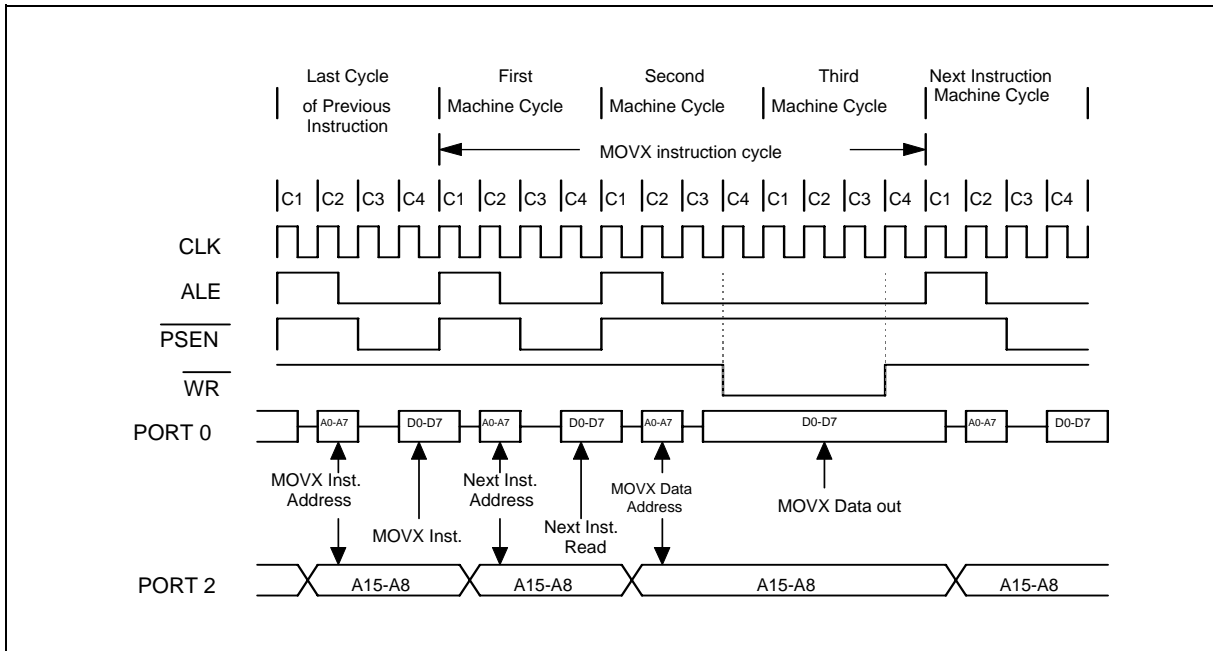 Last Cycle
of Previous
Instruction
First
Machine Cycle
Second
Machine Cycle
Third
Machine Cycle
Next Instruction
Machine Cycle
MOVX instruction cycle
C1 C2 C3 C4 C1 C2 C3 C4 C1 C2 C3 C4 C1 C2 C3 C4 C1 C2 C3 C4
CLK
ALE
PSEN
WR
PORT 0
A0-A7 D0-D7 A0-A7 D0-D7 A0-A7 D0-D7 A0-A7 D0-D7
MOVX Inst.
Address
MOVX Inst.
Next Inst.
Address
Next Inst.
Read
MOVX Data
Address
MOVX Data out
PORT 2
A15-A8 A15-A8 A15-A8 A15-A8